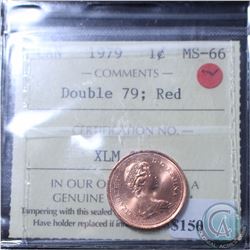 CAN 1979 1¢ MS-66
COMMENTS
Double 79; Red
CERTIFICATION NO.
XLM
IN OUR A
GENUINE
Tampering with this sealed
Have holder replaced if $150